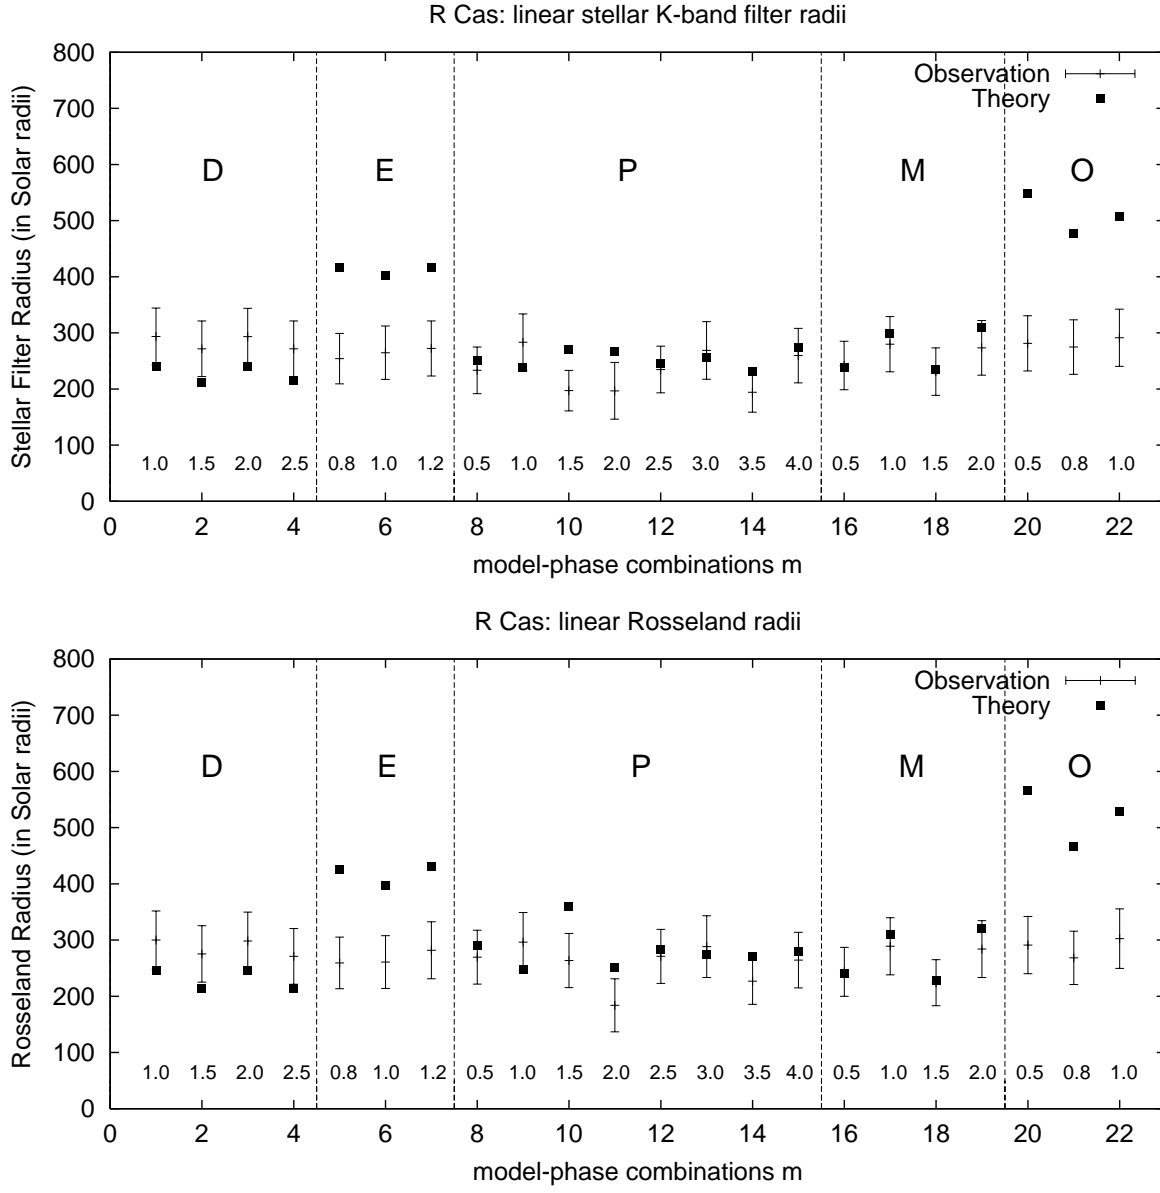 R Cas: linear stellar K-band filter radii
800
700
600
500
400
300
200
100
0
Stellar Filter Radius (in Solar radii)
Observation
Theory
D E P M O
1.0 1.5 2.0 2.5 0.8 1.0 1.2 0.5 1.0 1.5 2.0 2.5 3.0 3.5 4.0 0.5 1.0 1.5 2.0 0.5 0.8 1.0
0 2 4 6 8 10 12 14 16 18 20 22
model-phase combinations m
R Cas: linear Rosseland radii
800
700
600
500
400
300
200
100
0
Rosseland Radius (in Solar radii)
Observation
Theory
D E P M O
1.0 1.5 2.0 2.5 0.8 1.0 1.2 0.5 1.0 1.5 2.0 2.5 3.0 3.5 4.0 0.5 1.0 1.5 2.0 0.5 0.8 1.0
0 2 4 6 8 10 12 14 16 18 20 22
model-phase combinations m